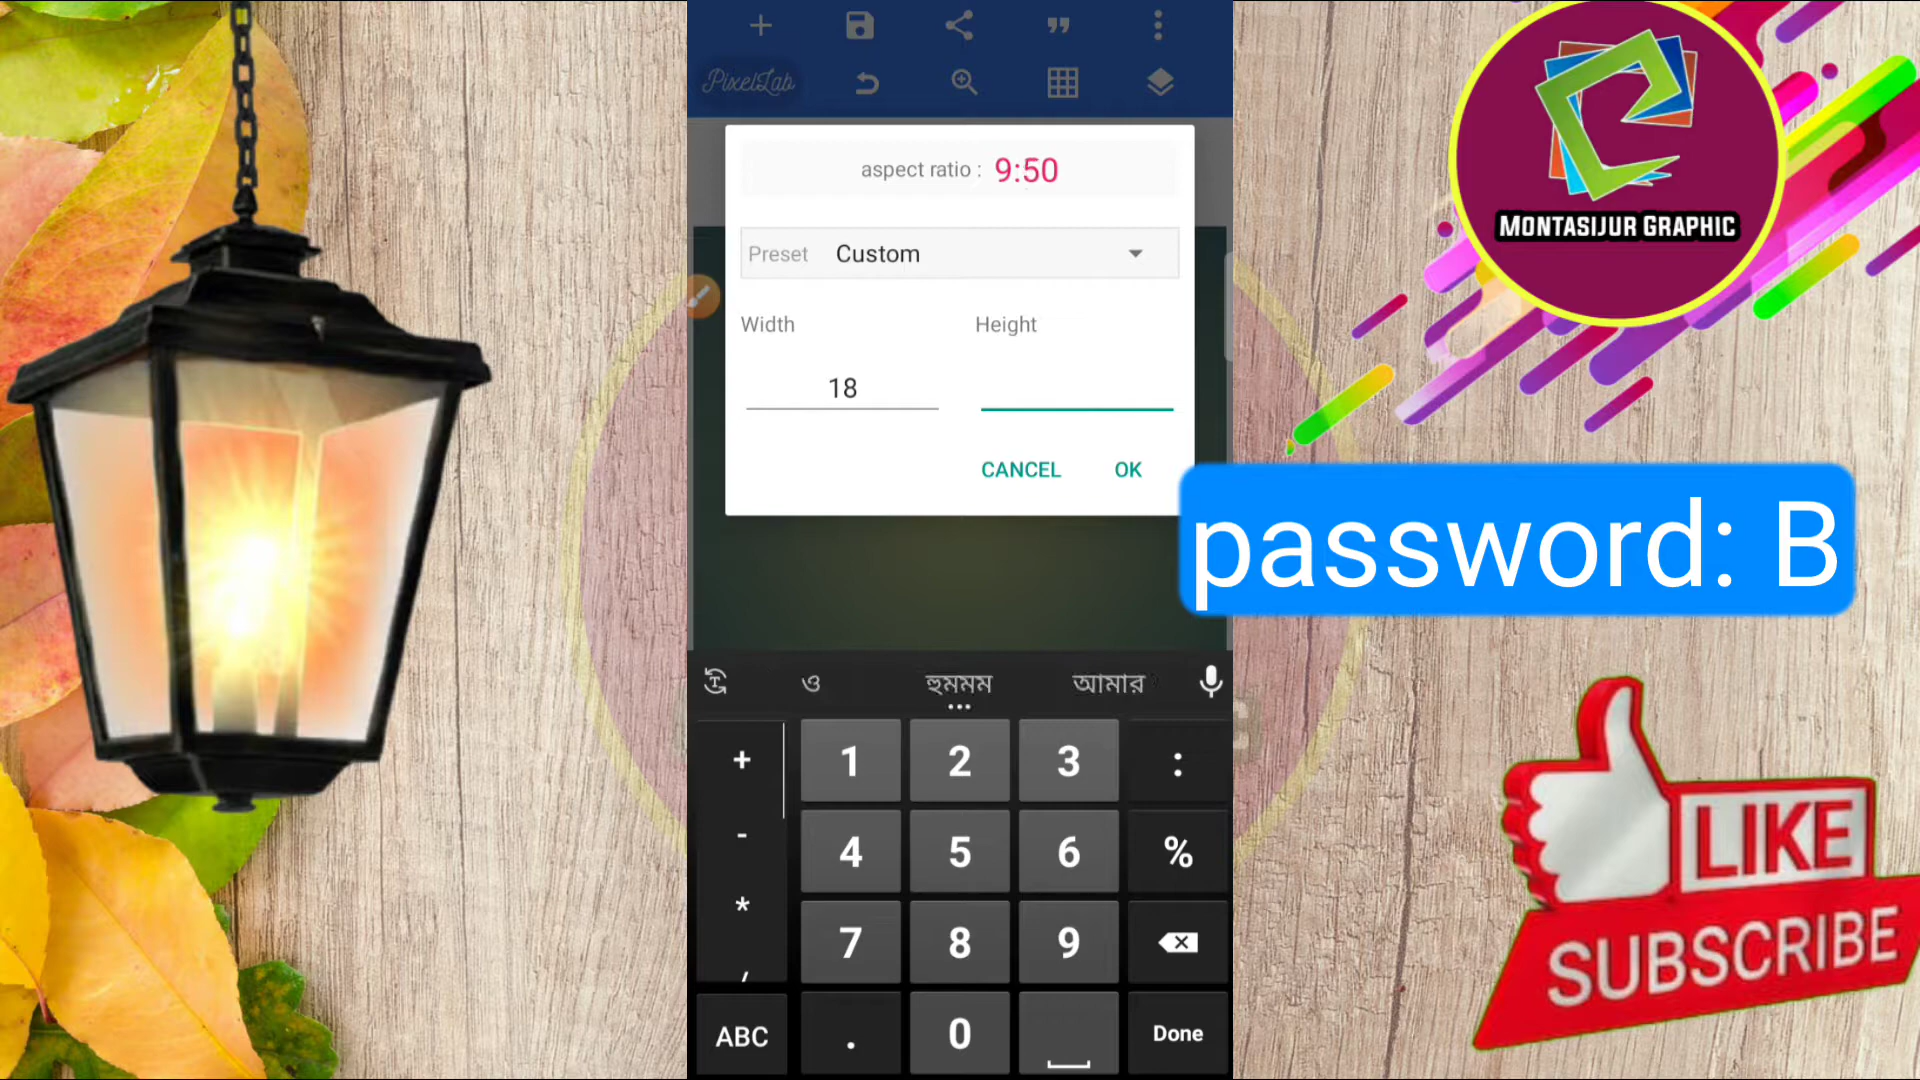 PixelLab
aspect ratio : 9:50
Preset Custom
Width Height
18
CANCEL OK
MONTASIJUR GRAPHIC
password: B
ও হুমমম আমার
+ 1 2 3 :
- 4 5 6 %
* 7 8 9
ABC . 0 Done
LIKE
SUBSCRIBE